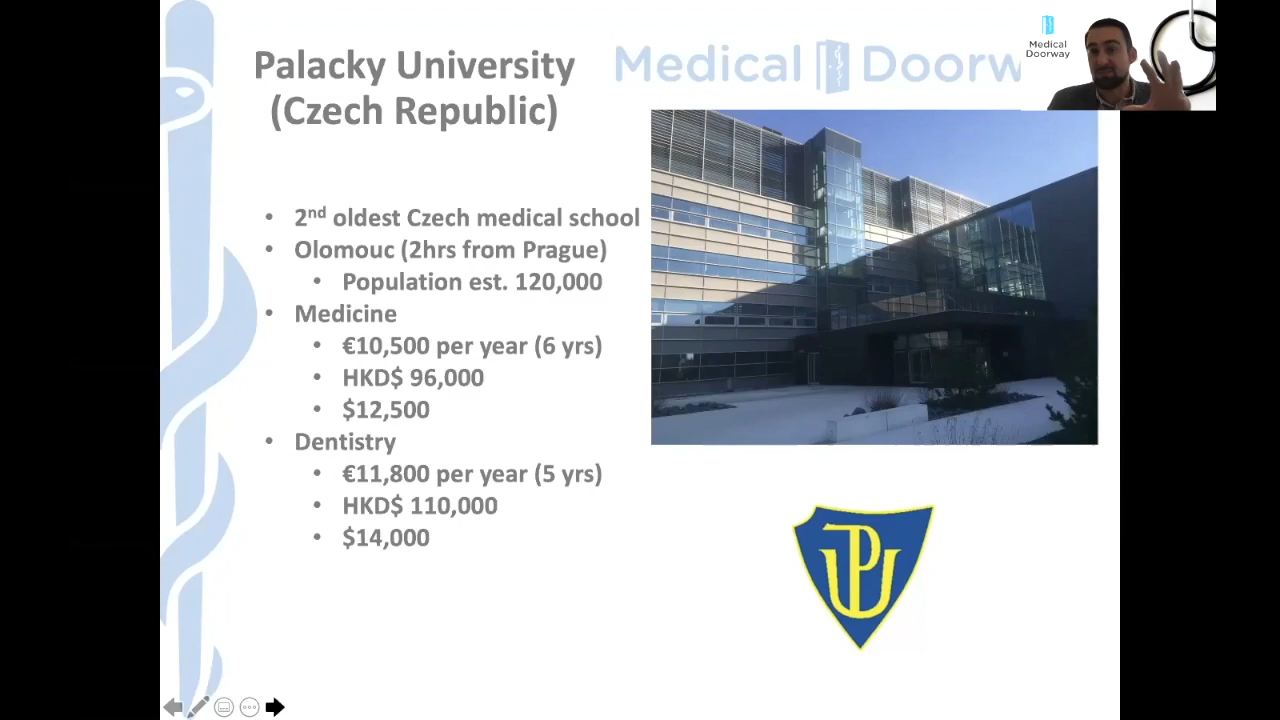 Palacky University
(Czech Republic)
Medical Doorw
Medical
Doorway
• 2nd oldest Czech medical school
• Olomouc (2hrs from Prague)
• Population est. 120,000
• Medicine
• €10,500 per year (6 yrs)
• HKD$ 96,000
• $12,500
• Dentistry
• €11,800 per year (5 yrs)
• HKD$ 110,000
• $14,000
UP